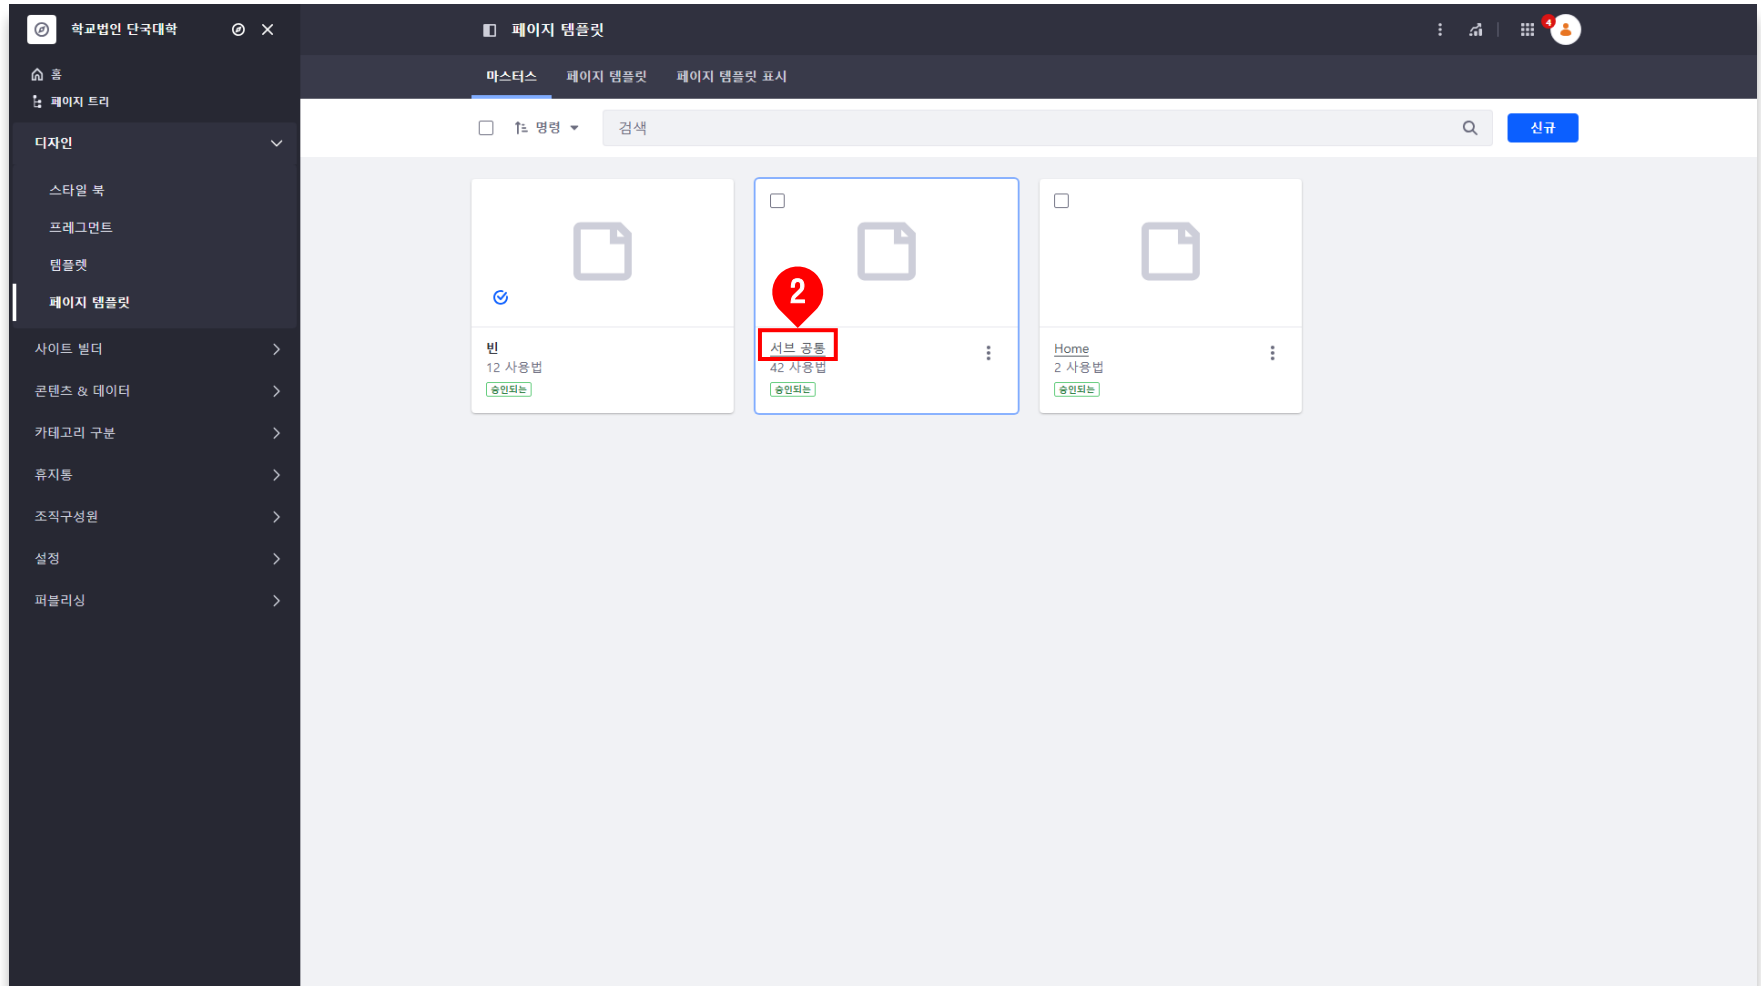 학교법인 단국대학
홈
페이지 트리
디자인
스타일 북
프레그먼트
템플렛
페이지 템플릿
사이트 빌더
콘텐츠 & 데이터
카테고리 구분
휴지통
조직구성원
설정
퍼블리싱
페이지 템플릿
4
마스터스 페이지 템플릿 페이지 템플릿 표시
명령 검색 신규
빈
12 사용법
승인되는
2
서브 공통
42 사용법
승인되는
Home
2 사용법
승인되는